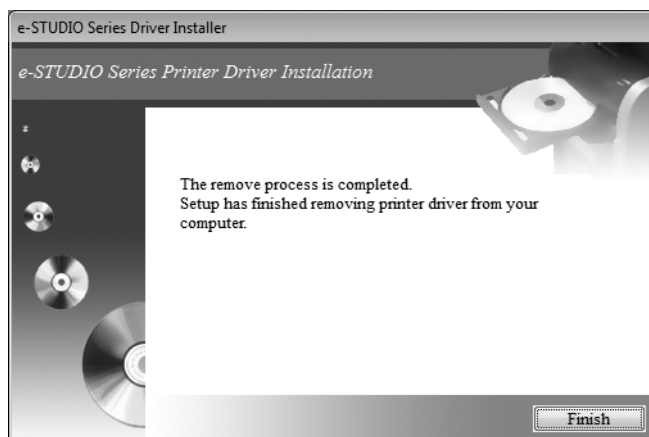 e-STUDIO Series Driver Installer
e-STUDIO Series Printer Driver Installation
The remove process is completed.
Setup has finished removing printer driver from your
computer.
Finish